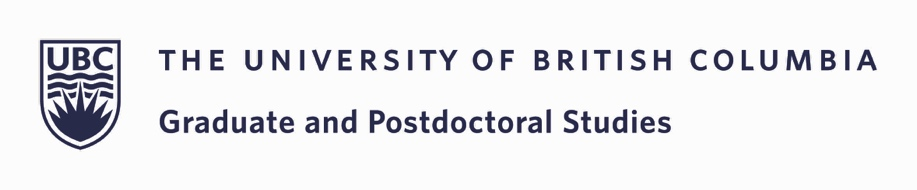 UBC
THE UNIVERSITY OF BRITISH COLUMBIA
Graduate and Postdoctoral Studies